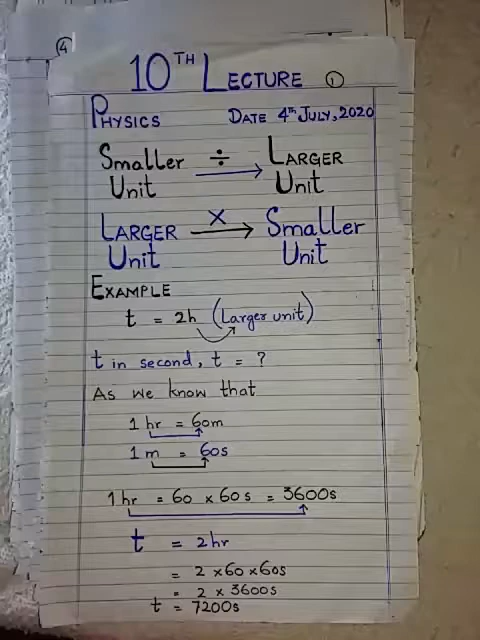 4
10TH LECTURE 1
PHYSICS DATE 4th JULY, 2020
Smaller Unit ÷ → LARGER Unit
LARGER Unit × → Smaller Unit
EXAMPLE
t = 2h (Larger unit)
t in second, t = ?
As we know that
1 hr = 60m
1 m = 60s
1 hr = 60 × 60s = 3600s
t = 2hr
= 2 × 60 × 60s
= 2 × 3600s
t = 7200s